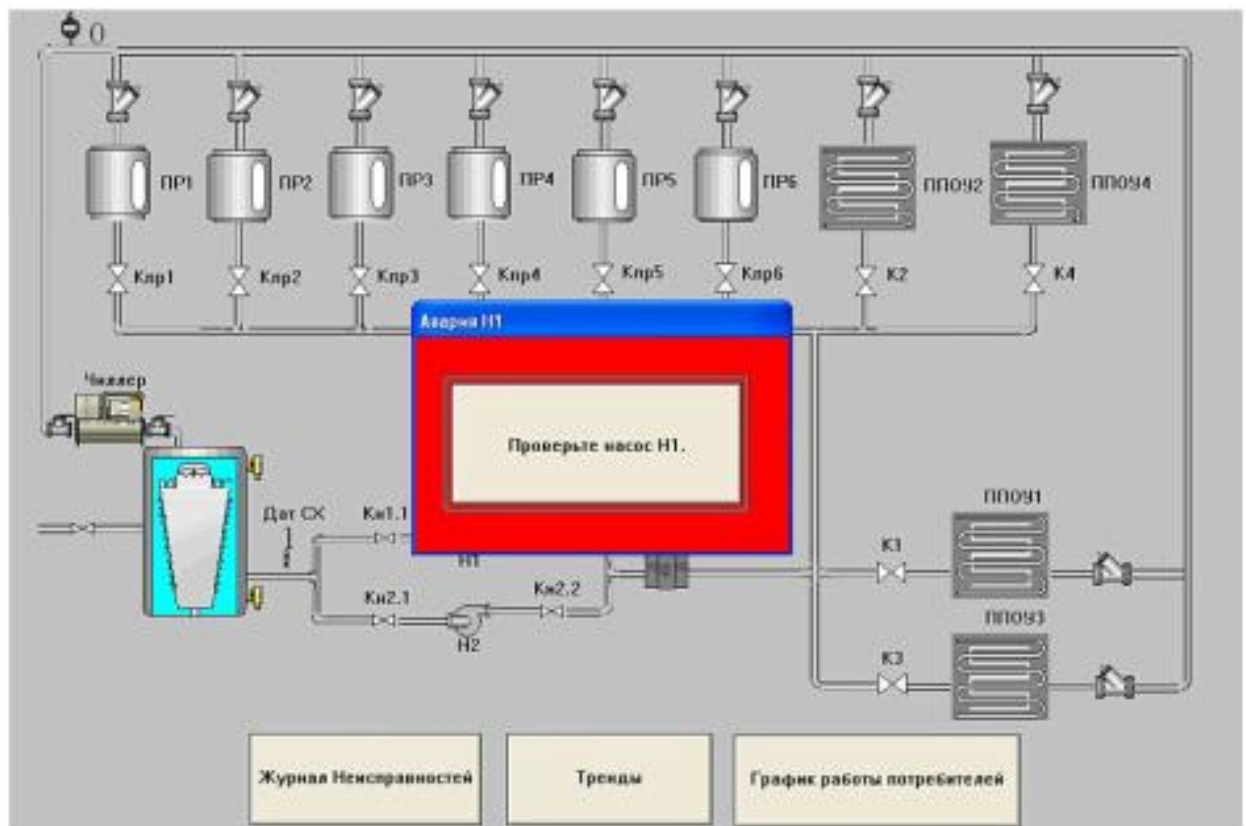 0
ПР1
ПР2
ПР3
ПР4
ПР5
ПР6
ППОУ2
ППОУ4
Кпр1
Кпр2
Кпр3
Кпр4
Кпр5
Кпр6
К2
К4
Авария Н1
Проверьте насос Н1.
Чиллер
Дат СК
Кн1.1
Н1
Кн2.1
Кн2.2
Н2
ППОУ1
К1
ППОУ3
К3
Журнал Неисправностей
Тренды
График работы потребителей